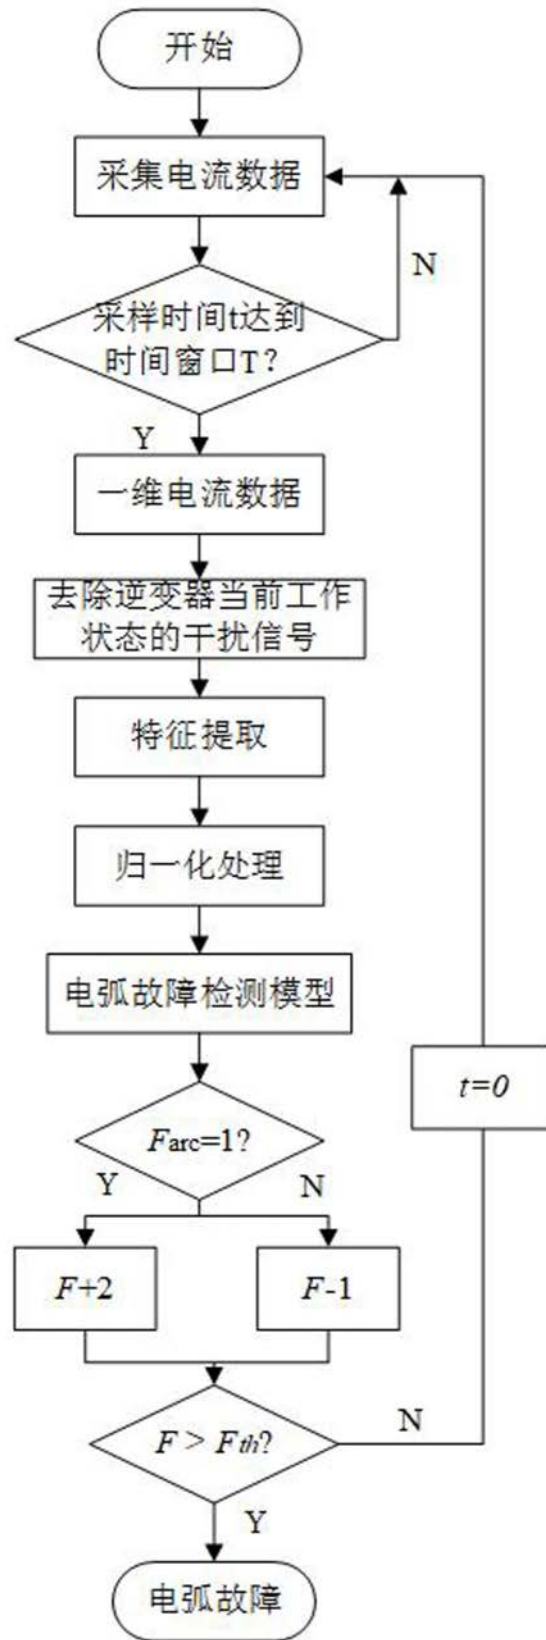 开始
采集电流数据
N
采样时间t达到
时间窗口T？
Y
一维电流数据
去除逆变器当前工作
状态的干扰信号
特征提取
归一化处理
电弧故障检测模型
t=0
Farc=1?
Y
N
F+2
F-1
F > Fth?
N
Y
电弧故障